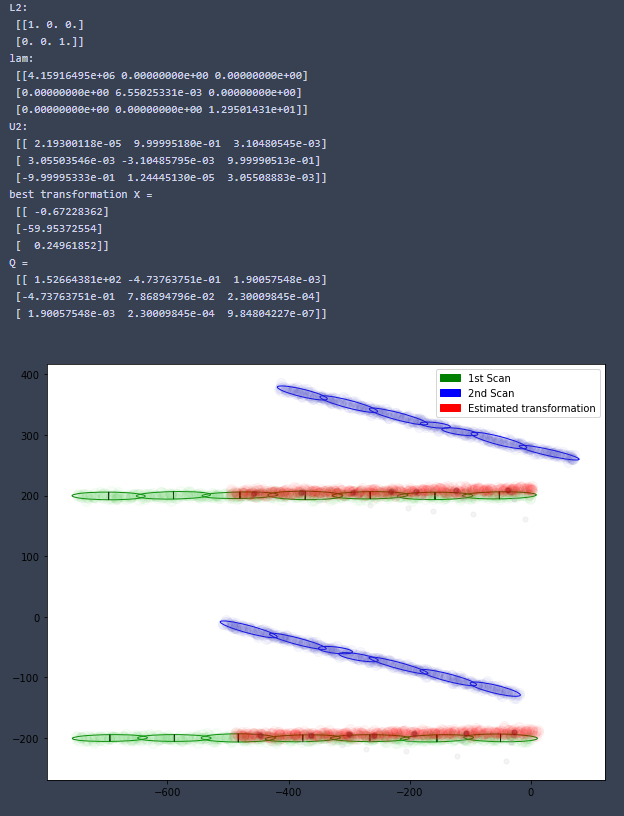 L2:
[[1. 0. 0.]
[0. 0. 1.]]
lam:
[[4.15916495e+06 0.00000000e+00 0.00000000e+00]
[0.00000000e+00 6.55025331e-03 0.00000000e+00]
[0.00000000e+00 0.00000000e+00 1.29501431e+01]]
U2:
[[ 2.19300118e-05  9.99995180e-01  3.10480545e-03]
[ 3.05503546e-03 -3.10485795e-03  9.99990513e-01]
[-9.99995333e-01  1.24445130e-05  3.05508883e-03]]
best transformation X =
[[ -0.67228362]
[-59.95372554]
[  0.24961852]]
Q =
[[ 1.52664381e+02 -4.73763751e-01  1.90057548e-03]
[-4.73763751e-01  7.86894796e-02  2.30009845e-04]
[ 1.90057548e-03  2.30009845e-04  9.84804227e-07]]
400
300
200
100
0
−100
−200
1st Scan
2nd Scan
Estimated transformation
−600
−400
−200
0